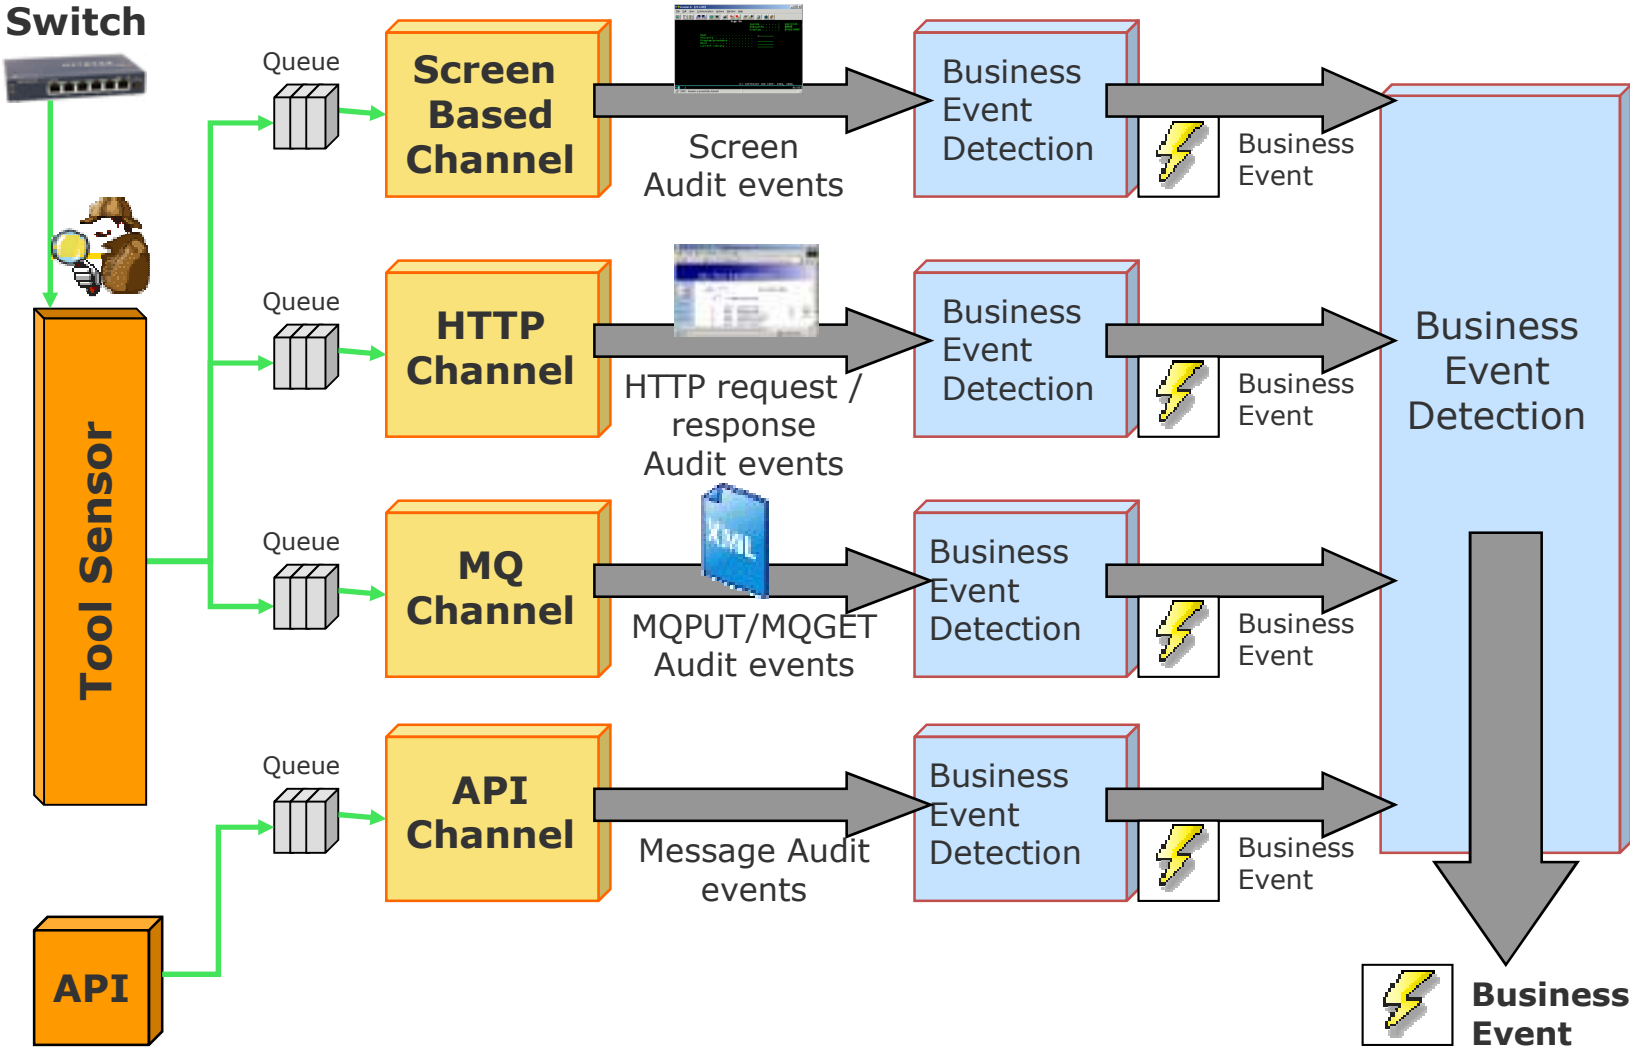 Switch
Queue
Screen
Based
Channel
Screen
Audit events
Business
Event
Detection
Business
Event
Queue
HTTP
Channel
HTTP request /
response
Audit events
Business
Event
Detection
Business
Event
Business
Event
Detection
Tool Sensor
Queue
MQ
Channel
XML
MQPUT/MQGET
Audit events
Business
Event
Detection
Business
Event
Queue
API
Channel
Message Audit
events
Business
Event
Detection
Business
Event
API
Business
Event